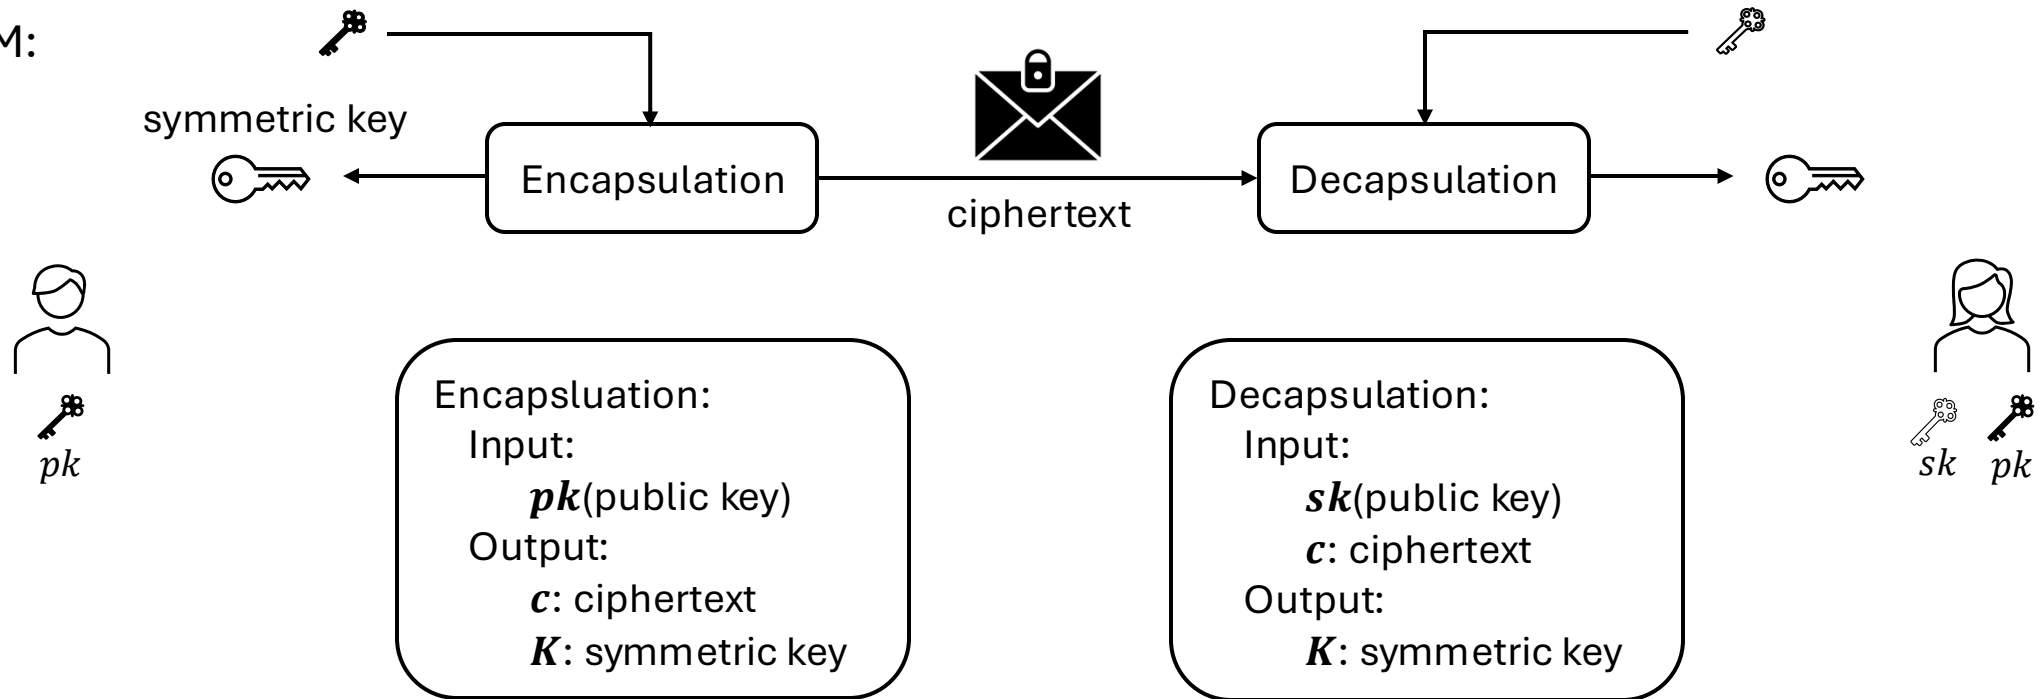 M:
symmetric key
Encapsulation
ciphertext
Decapsulation
pk
Encapsluation:
Input:
pk(public key)
Output:
c: ciphertext
K: symmetric key
Decapsulation:
Input:
sk(public key)
c: ciphertext
Output:
K: symmetric key
sk pk